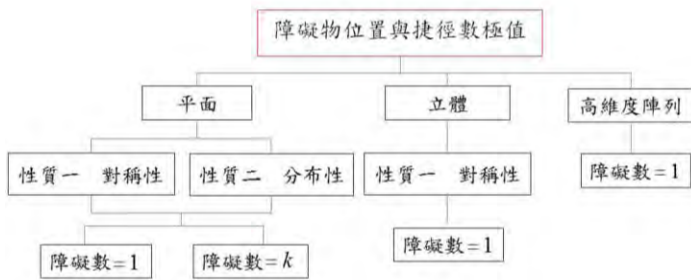 障礙物位置與捷徑數極值
平面
立體
高維度陣列
性質一　對稱性
性質二　分布性
性質一　對稱性
障礙數=1
障礙數=1
障礙數=k
障礙數=1